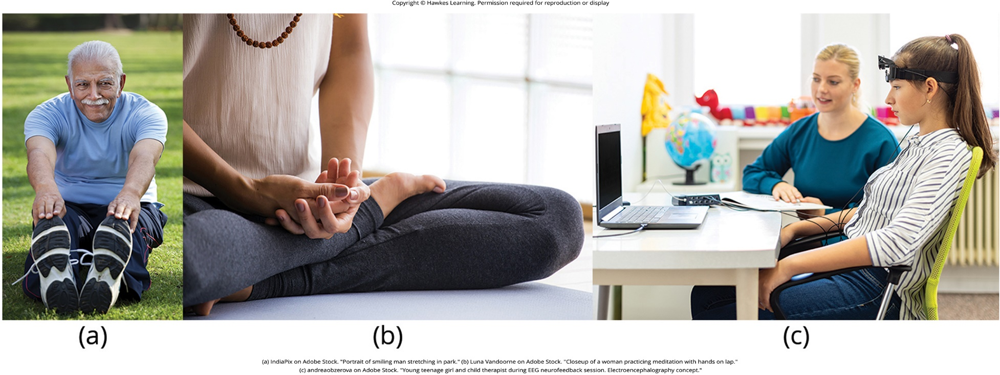 Copyright © Hawkes Learning. Permission required for reproduction or display
(a)
(b)
(c)
(a) IndiaPix on Adobe Stock. "Portrait of smiling man stretching in park." (b) Luna Vandoorne on Adobe Stock. "Closeup of a woman practicing meditation with hands on lap."
(c) andreaobzerova on Adobe Stock. "Young teenage girl and child therapist during EEG neurofeedback session. Electroencephalography concept."